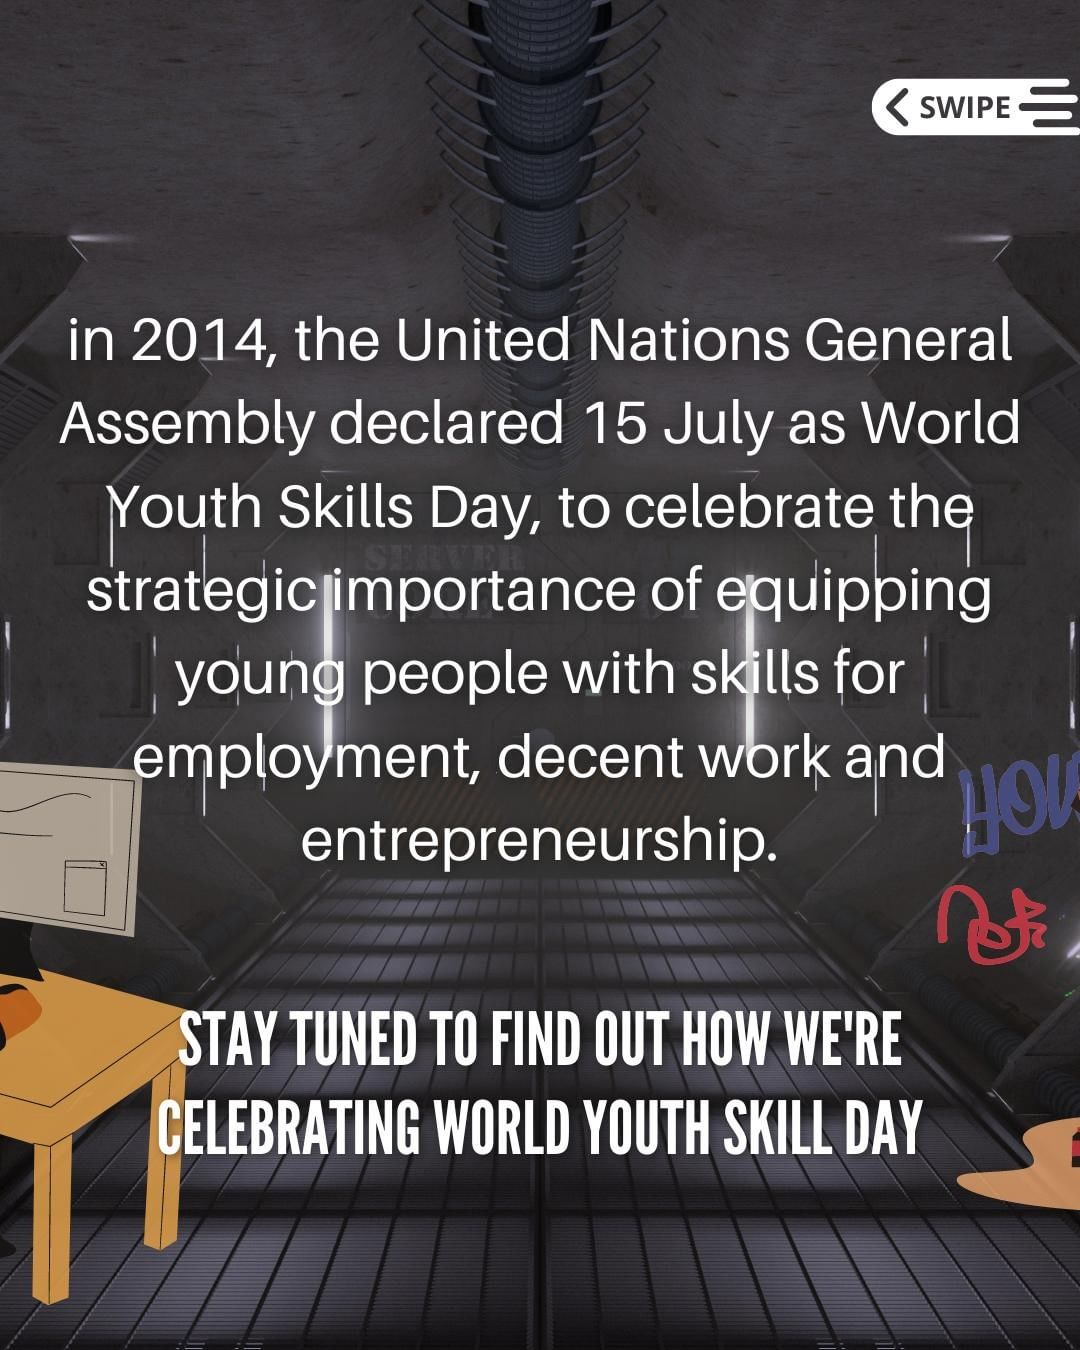 SWIPE
in 2014, the United Nations General
Assembly declared 15 July as World
Youth Skills Day, to celebrate the
strategic importance of equipping
young people with skills for
employment, decent work and
entrepreneurship.
SERVER
STAY TUNED TO FIND OUT HOW WE'RE
CELEBRATING WORLD YOUTH SKILL DAY